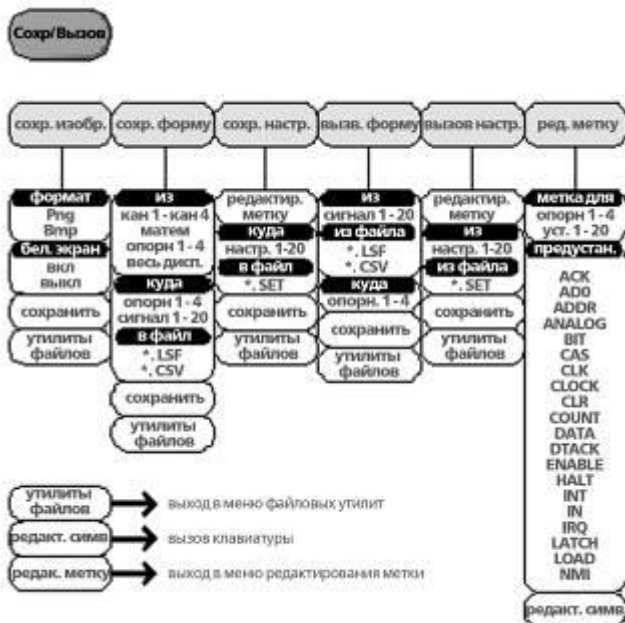 Сохр/Вызов
сохр. изобр.
сохр. форму
сохр. настр.
вызв. форму
вызов настр.
ред. метку
формат
Png
Bmp
бел. экран
вкл
выкл
сохранить
утилиты
файлов
из
кан 1 - кан 4
матем
опорн 1 - 4
весь дисп.
куда
опорн 1 - 4
сигнал 1 - 20
в файл
*. LSF
*. CSV
сохранить
утилиты
файлов
редактир.
метку
куда
настр. 1-20
в файл
*. SET
сохранить
утилиты
файлов
из
сигнал 1 - 20
из файла
*. LSF
*. CSV
куда
опорн. 1 - 4
сохранить
утилиты
файлов
редактир.
метку
из
настр. 1-20
из файла
*. SET
сохранить
утилиты
файлов
метка для
опорн 1 - 4
уст. 1 - 20
предустан.
ACK
AD0
ADDR
ANALOG
BIT
CAS
CLK
CLOCK
CLR
COUNT
DATA
DTACK
ENABLE
HALT
INT
IN
IRQ
LATCH
LOAD
NMI
редакт. симв.
утилиты
файлов
выход в меню файловых утилит
редакт. симв
вызов клавиатуры
редак. метку
выход в меню редактирования метки